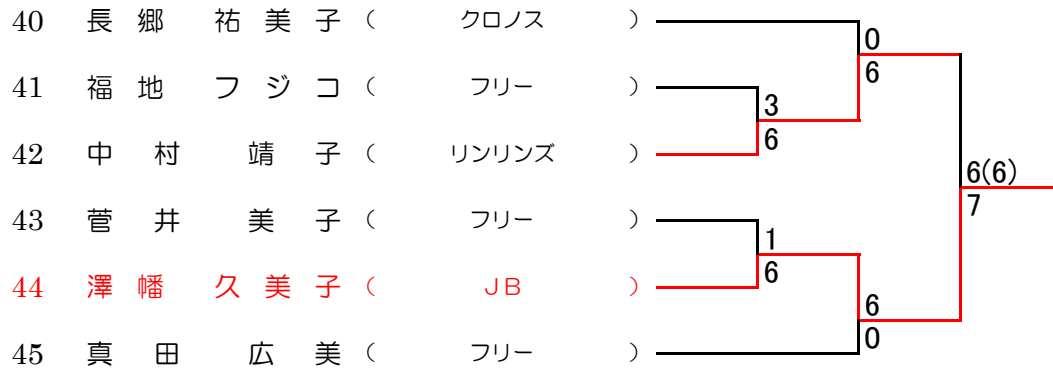 40 長郷 祐美子 ( クロノス )
0
6
41 福地 フジコ ( フリー )
3
6
42 中村 靖子 ( リンリンズ )
6(6)
7
43 菅井 美子 ( フリー )
1
6
44 澤幡 久美子 ( JB )
6
0
45 真田 広美 ( フリー )